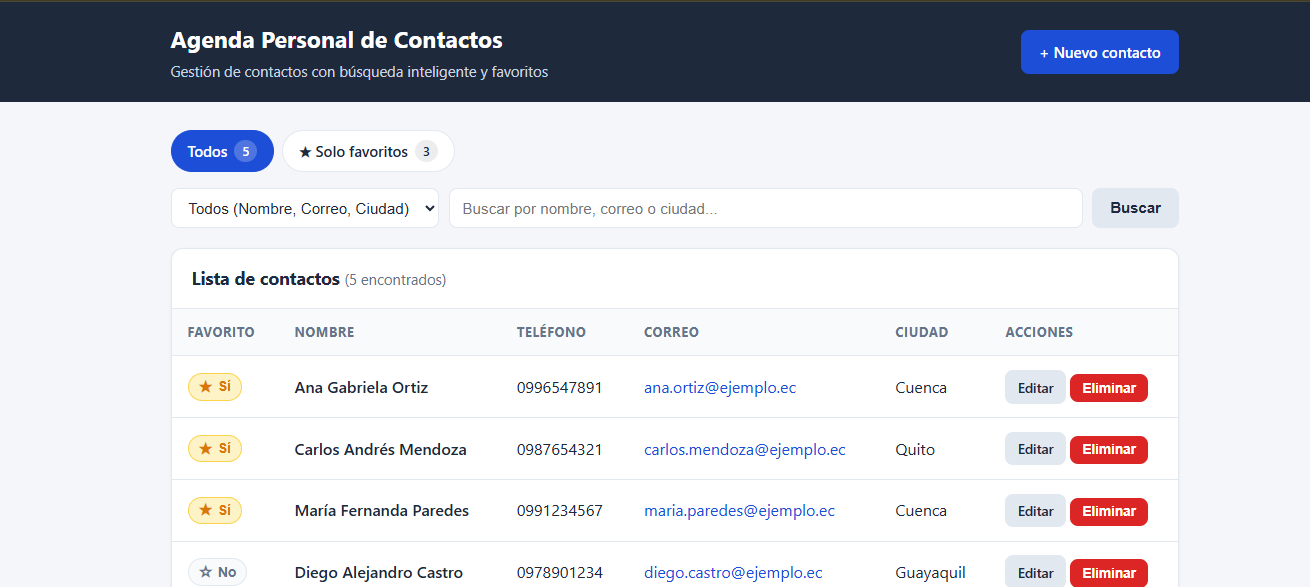 Agenda Personal de Contactos
Gestión de contactos con búsqueda inteligente y favoritos
+ Nuevo contacto
Todos 5
★ Solo favoritos 3
Todos (Nombre, Correo, Ciudad)
Buscar por nombre, correo o ciudad...
Buscar
Lista de contactos (5 encontrados)
FAVORITO NOMBRE TELÉFONO CORREO CIUDAD ACCIONES
★ Sí Ana Gabriela Ortiz 0996547891 ana.ortiz@ejemplo.ec Cuenca Editar Eliminar
★ Sí Carlos Andrés Mendoza 0987654321 carlos.mendoza@ejemplo.ec Quito Editar Eliminar
★ Sí María Fernanda Paredes 0991234567 maria.paredes@ejemplo.ec Cuenca Editar Eliminar
☆ No Diego Alejandro Castro 0978901234 diego.castro@ejemplo.ec Guayaquil Editar Eliminar